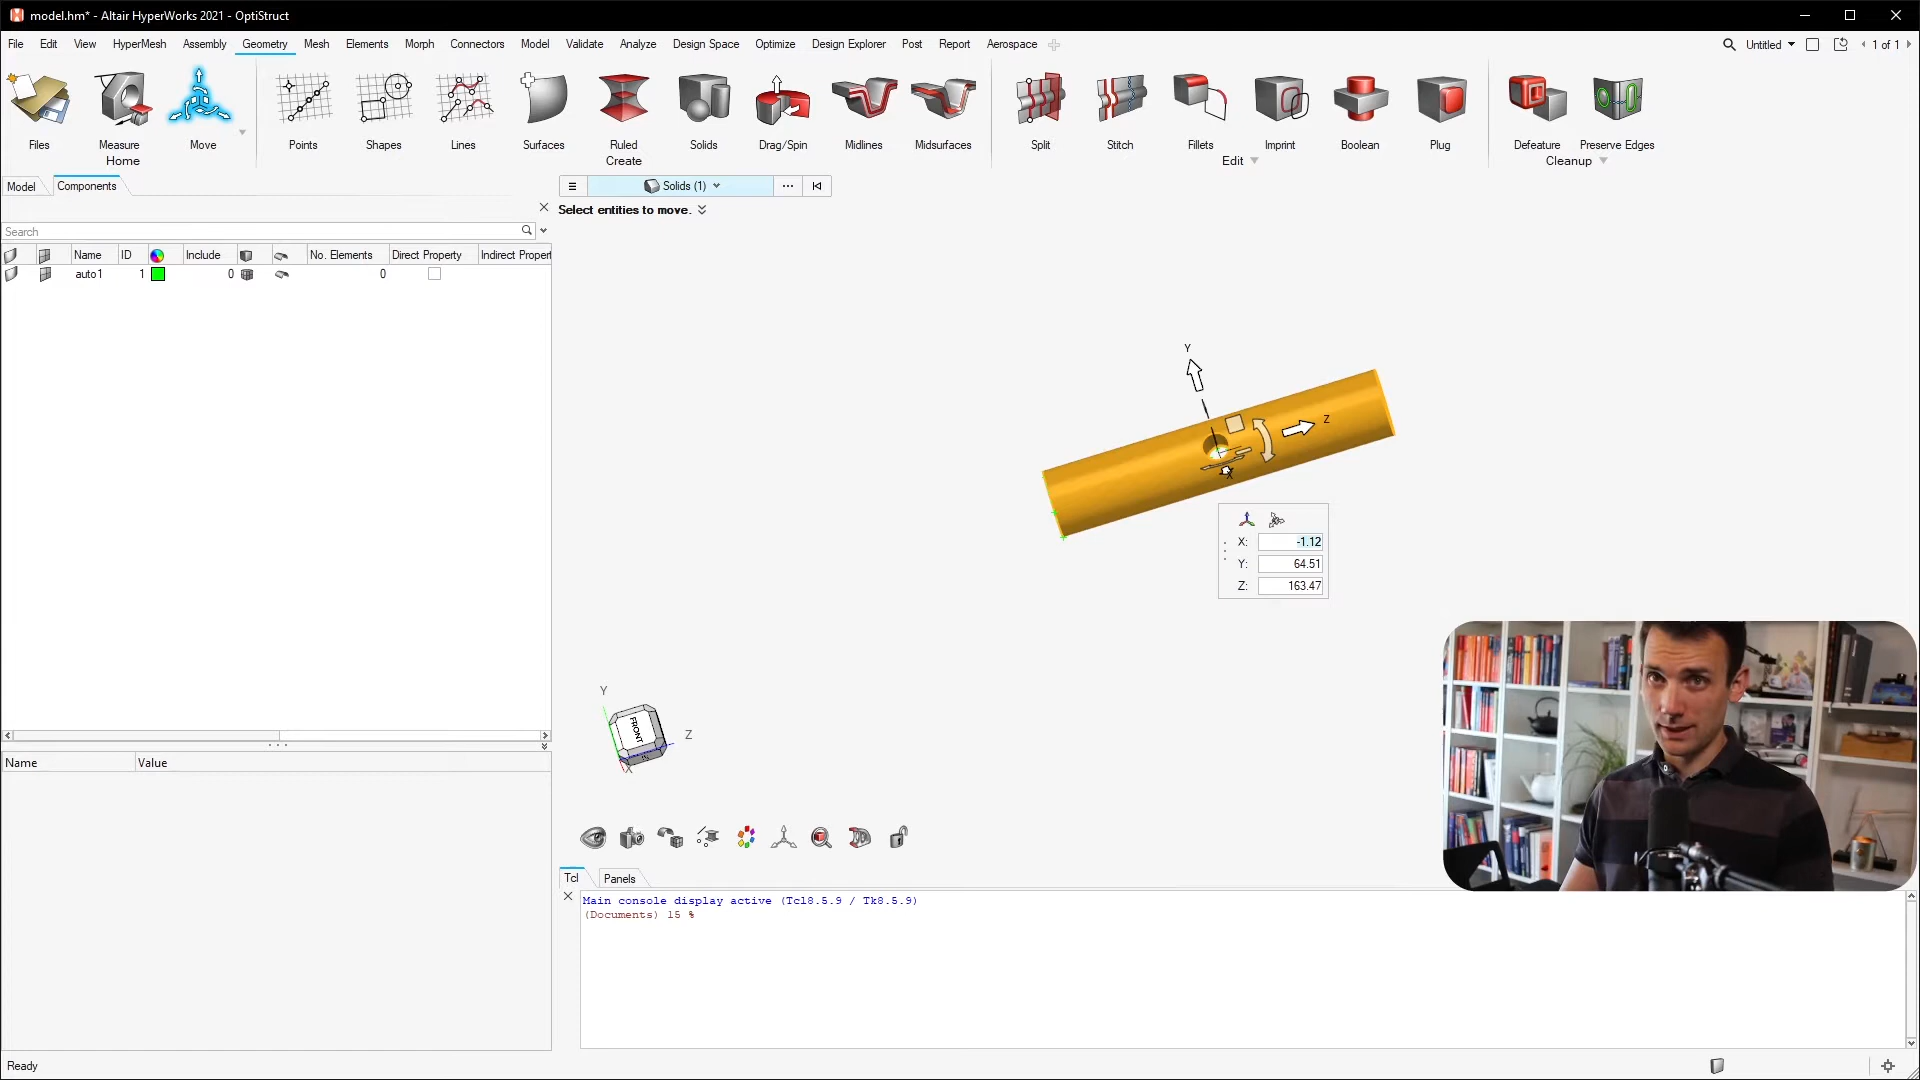 model.hm* - Altair HyperWorks 2021 - OptiStruct
File Edit View HyperMesh Assembly Geometry Mesh Elements Morph Connectors Model Validate Analyze Design Space Optimize Design Explorer Post Report Aerospace Untitled 1 of 1
Files Measure Move Points Shapes Lines Surfaces Ruled Solids Drag/Spin Midlines Midsurfaces Split Stitch Fillets Imprint Boolean Plug Defeature Preserve Edges
Home Create Edit Cleanup
Model Components
Solids (1)
Select entities to move.
Search
Name ID Include No. Elements Direct Property Indirect Propert
auto1 1 0 0
Y
Z
X
X: -1.12
Y: 64.51
Z: 163.47
Y
FRONT
Z
X
Name Value
Tcl Panels
Main console display active (Tcl8.5.9 / Tk8.5.9)
(Documents) 15 %
Ready